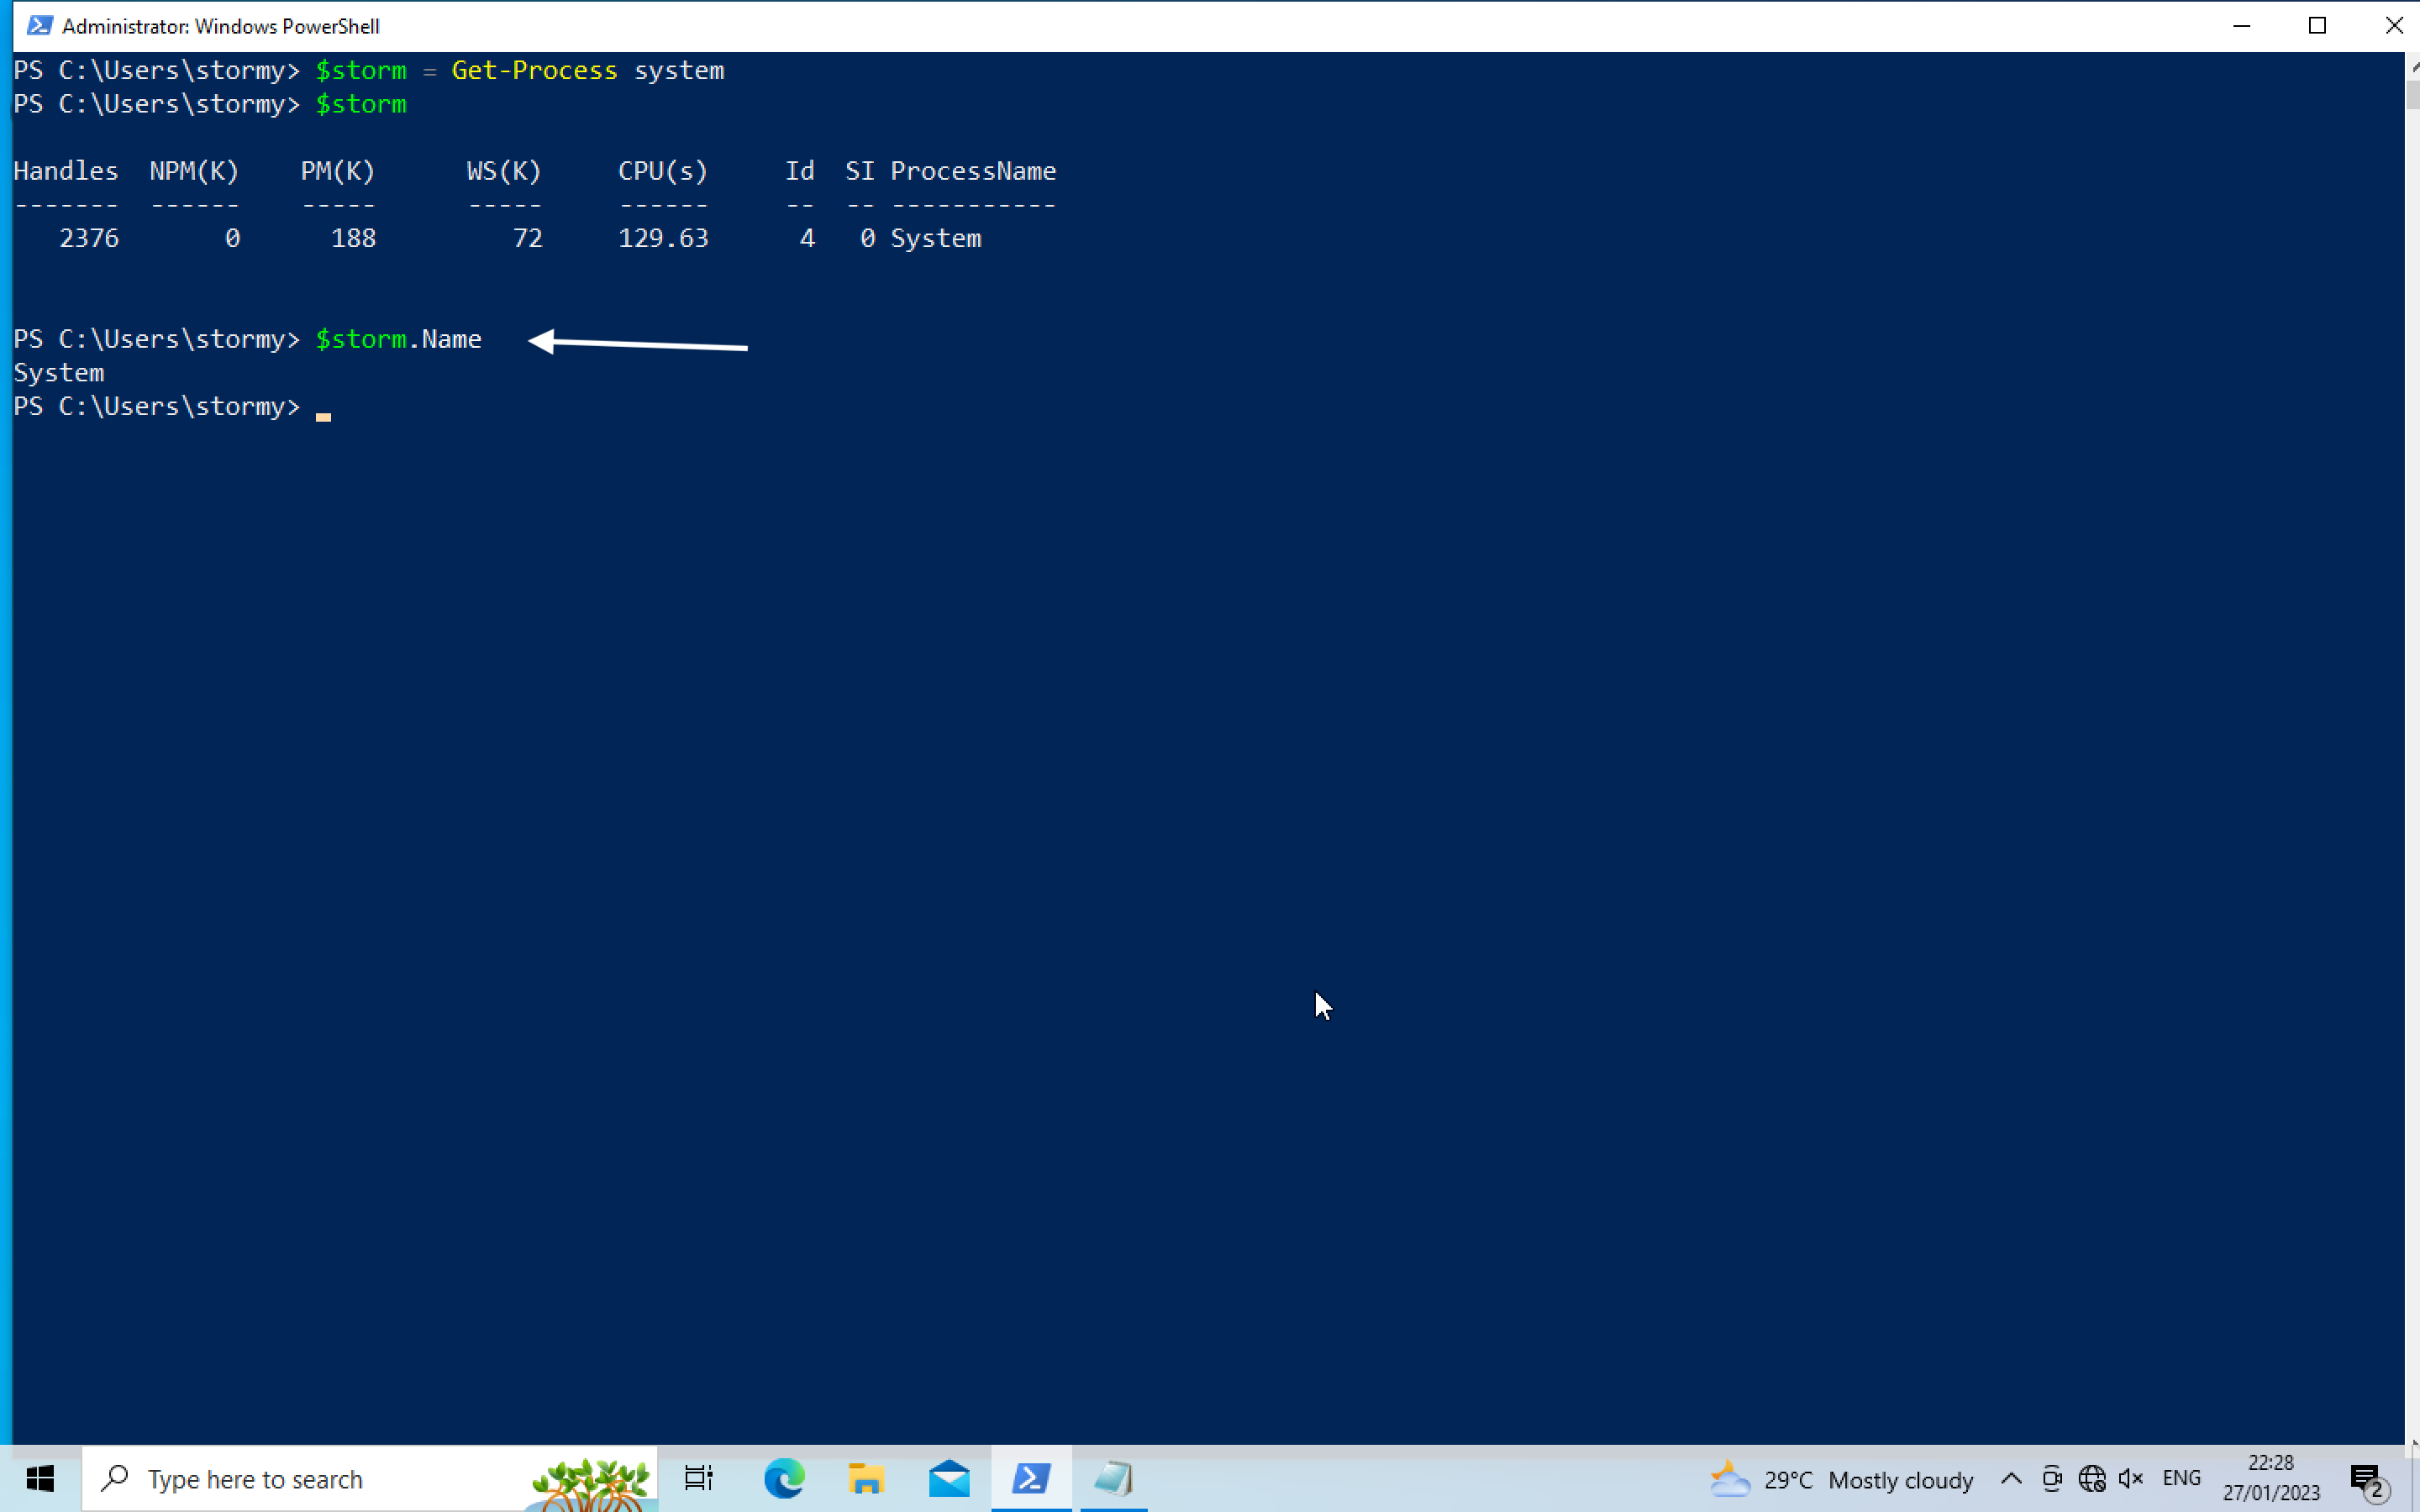 Administrator: Windows PowerShell
PS C:\Users\stormy> $storm = Get-Process system
PS C:\Users\stormy> $storm
Handles  NPM(K)    PM(K)      WS(K)     CPU(s)     Id  SI ProcessName
-------  ------    -----      -----     ------     --  -- -----------
   2376       0      188         72     129.63      4   0 System
PS C:\Users\stormy> $storm.Name
System
PS C:\Users\stormy>
Type here to search
29°C Mostly cloudy
ENG
22:28
27/01/2023
2